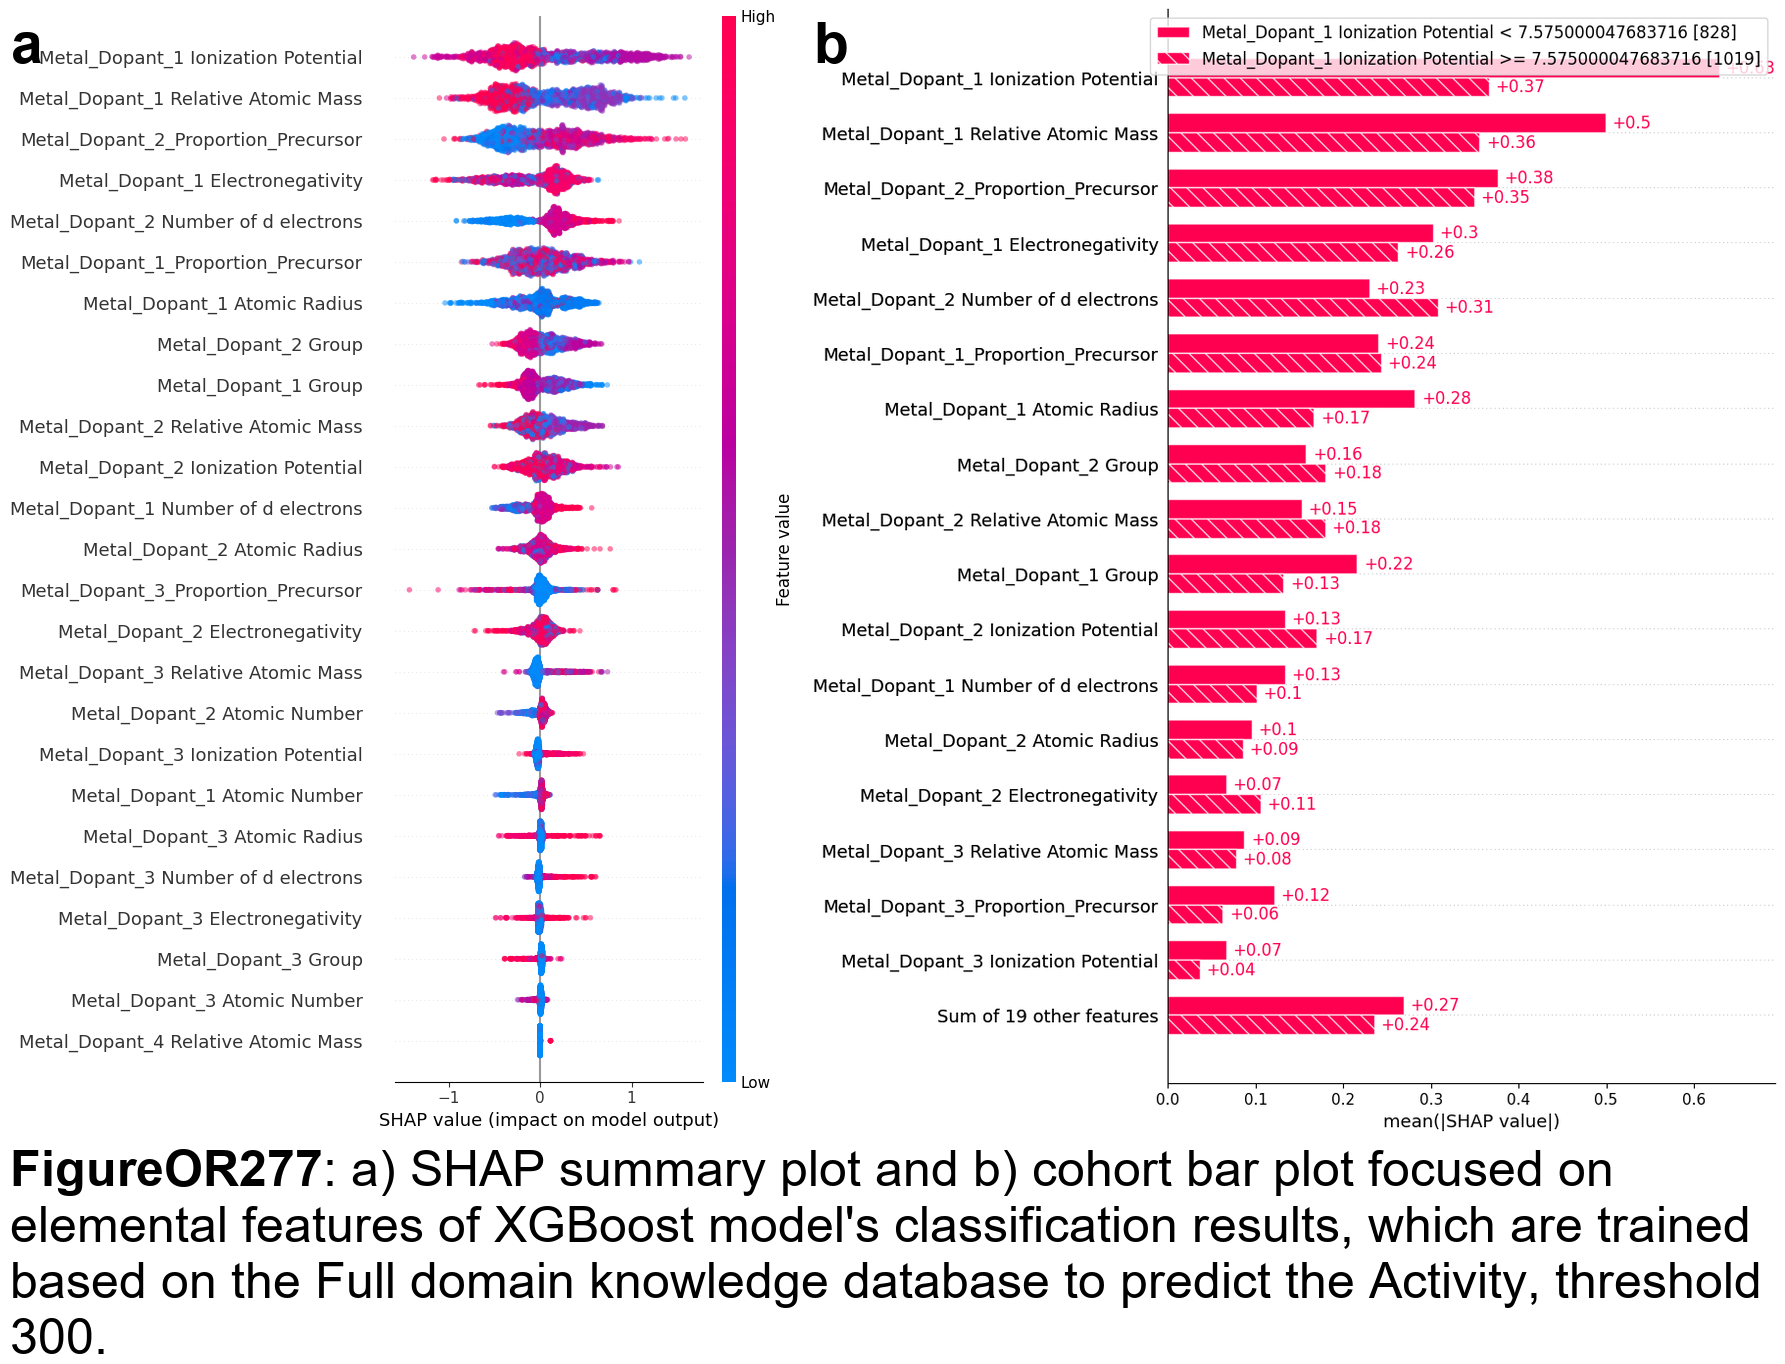 a
High
Metal_Dopant_1 Ionization Potential
Metal_Dopant_1 Relative Atomic Mass
Metal_Dopant_2_Proportion_Precursor
Metal_Dopant_1 Electronegativity
Metal_Dopant_2 Number of d electrons
Metal_Dopant_1_Proportion_Precursor
Metal_Dopant_1 Atomic Radius
Metal_Dopant_2 Group
Metal_Dopant_1 Group
Metal_Dopant_2 Relative Atomic Mass
Metal_Dopant_2 Ionization Potential
Metal_Dopant_1 Number of d electrons
Metal_Dopant_2 Atomic Radius
Metal_Dopant_3_Proportion_Precursor
Metal_Dopant_2 Electronegativity
Metal_Dopant_3 Relative Atomic Mass
Metal_Dopant_2 Atomic Number
Metal_Dopant_3 Ionization Potential
Metal_Dopant_1 Atomic Number
Metal_Dopant_3 Atomic Radius
Metal_Dopant_3 Number of d electrons
Metal_Dopant_3 Electronegativity
Metal_Dopant_3 Group
Metal_Dopant_3 Atomic Number
Metal_Dopant_4 Relative Atomic Mass
Low
Feature value
−1 0 1
SHAP value (impact on model output)
b
Metal_Dopant_1 Ionization Potential < 7.575000047683716 [828]
Metal_Dopant_1 Ionization Potential >= 7.575000047683716 [1019]
Metal_Dopant_1 Ionization Potential +0.63
+0.37
Metal_Dopant_1 Relative Atomic Mass +0.5
+0.36
Metal_Dopant_2_Proportion_Precursor +0.38
+0.35
Metal_Dopant_1 Electronegativity +0.3
+0.26
Metal_Dopant_2 Number of d electrons +0.23
+0.31
Metal_Dopant_1_Proportion_Precursor +0.24
+0.24
Metal_Dopant_1 Atomic Radius +0.28
+0.17
Metal_Dopant_2 Group +0.16
+0.18
Metal_Dopant_2 Relative Atomic Mass +0.15
+0.18
Metal_Dopant_1 Group +0.22
+0.13
Metal_Dopant_2 Ionization Potential +0.13
+0.17
Metal_Dopant_1 Number of d electrons +0.13
+0.1
Metal_Dopant_2 Atomic Radius +0.1
+0.09
Metal_Dopant_2 Electronegativity +0.07
+0.11
Metal_Dopant_3 Relative Atomic Mass +0.09
+0.08
Metal_Dopant_3_Proportion_Precursor +0.12
+0.06
Metal_Dopant_3 Ionization Potential +0.07
+0.04
Sum of 19 other features +0.27
+0.24
0.0 0.1 0.2 0.3 0.4 0.5 0.6
mean(|SHAP value|)
FigureOR277: a) SHAP summary plot and b) cohort bar plot focused on
elemental features of XGBoost model's classification results, which are trained
based on the Full domain knowledge database to predict the Activity, threshold
300.